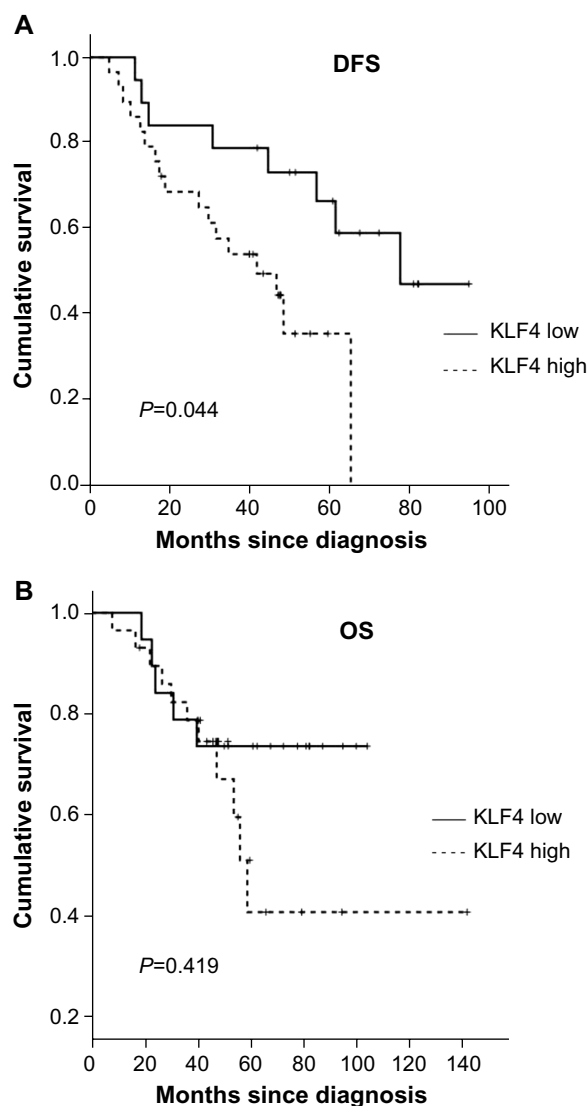 A
DFS
1.0
0.8
0.6
0.4
0.2
0.0
Cumulative survival
KLF4 low
KLF4 high
P=0.044
0 20 40 60 80 100
Months since diagnosis
B
OS
1.0
0.8
0.6
0.4
0.2
Cumulative survival
KLF4 low
KLF4 high
P=0.419
0 20 40 60 80 100 120 140
Months since diagnosis